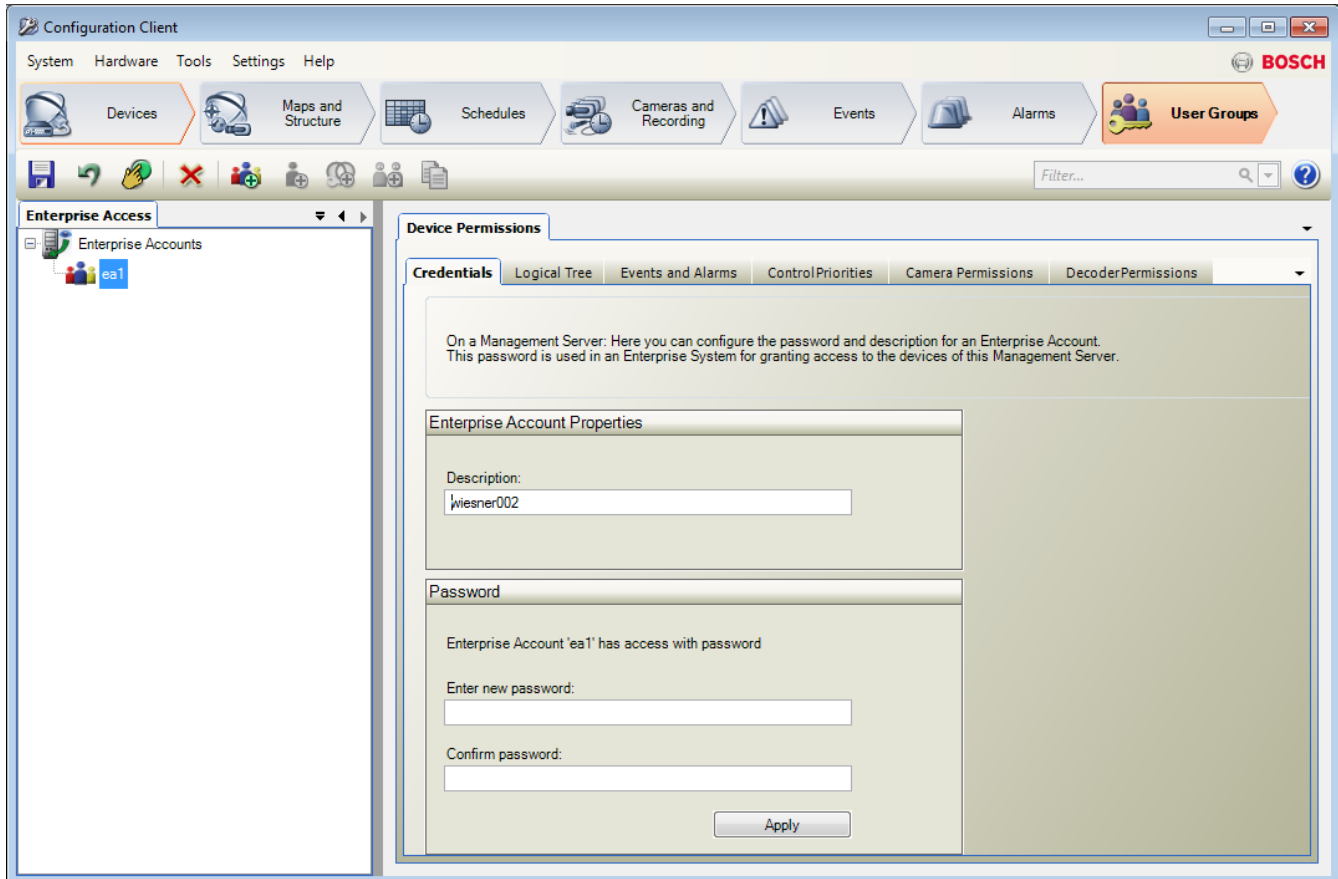 Configuration Client
System Hardware Tools Settings Help
BOSCH
Devices
Maps and
Structure
Schedules
Cameras and
Recording
Events
Alarms
User Groups
Filter...
Enterprise Access
Enterprise Accounts
ea1
Device Permissions
Credentials Logical Tree Events and Alarms ControlPriorities Camera Permissions DecoderPermissions
On a Management Server: Here you can configure the password and description for an Enterprise Account.
This password is used in an Enterprise System for granting access to the devices of this Management Server.
Enterprise Account Properties
Description:
wiesner002
Password
Enterprise Account 'ea1' has access with password
Enter new password:
Confirm password:
Apply